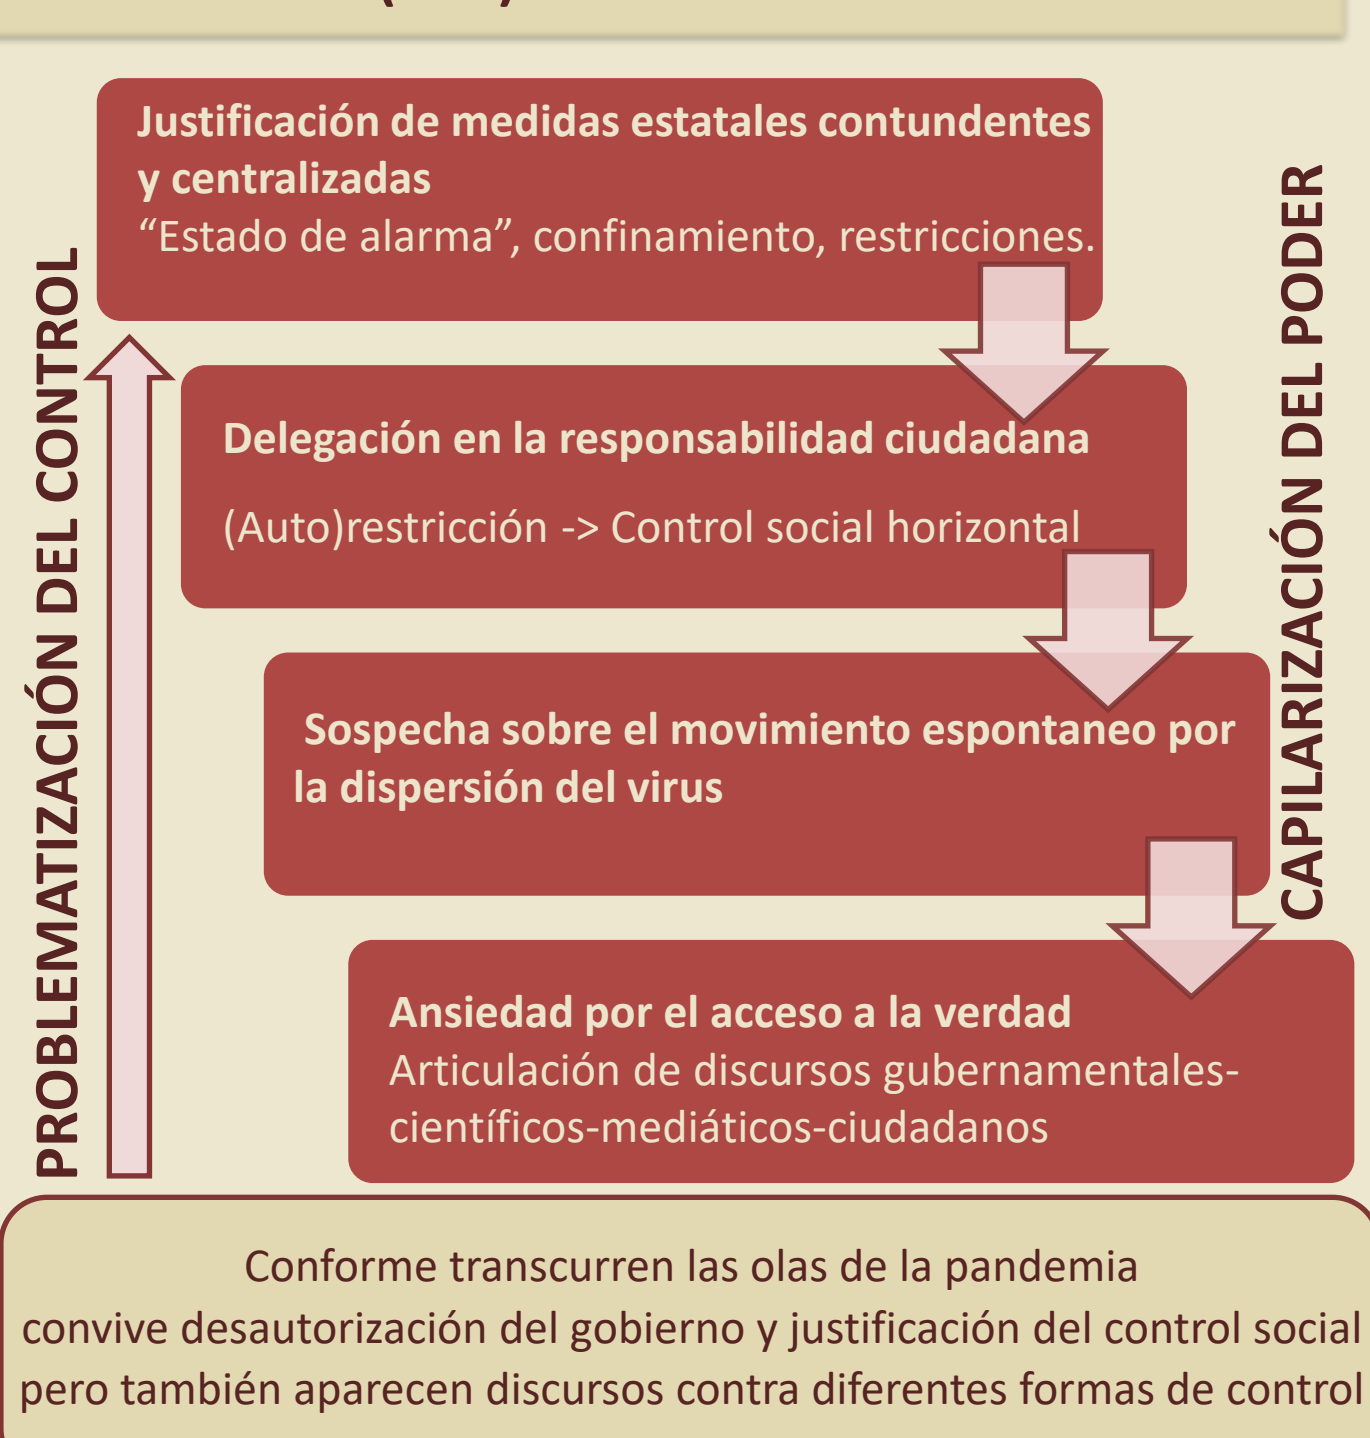 Justificación de medidas estatales contundentes
y centralizadas
“Estado de alarma”, confinamiento, restricciones.
PROBLEMATIZACIÓN DEL CONTROL
CAPILARIZACIÓN DEL PODER
Delegación en la responsabilidad ciudadana
(Auto)restricción -> Control social horizontal
Sospecha sobre el movimiento espontaneo por
la dispersión del virus
Ansiedad por el acceso a la verdad
Articulación de discursos gubernamentales-
científicos-mediáticos-ciudadanos
Conforme transcurren las olas de la pandemia
convive desautorización del gobierno y justificación del control social
pero también aparecen discursos contra diferentes formas de control